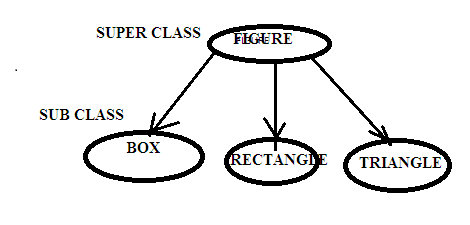 SUPER CLASS
FIGURE
SUB CLASS
BOX
RECTANGLE
TRIANGLE